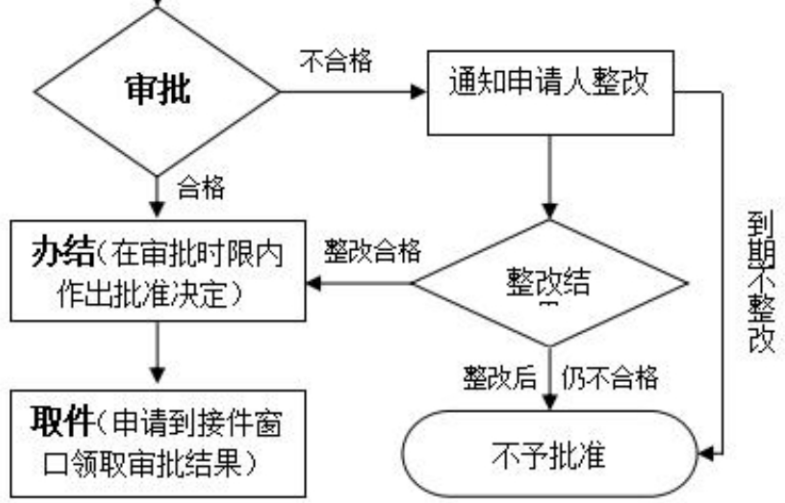 不合格
审批
通知申请人整改
合格
办结(在审批时限内
作出批准决定)
整改合格
整改结
到期不整改
整改后 仍不合格
取件(申请到接件窗
口领取审批结果)
不予批准